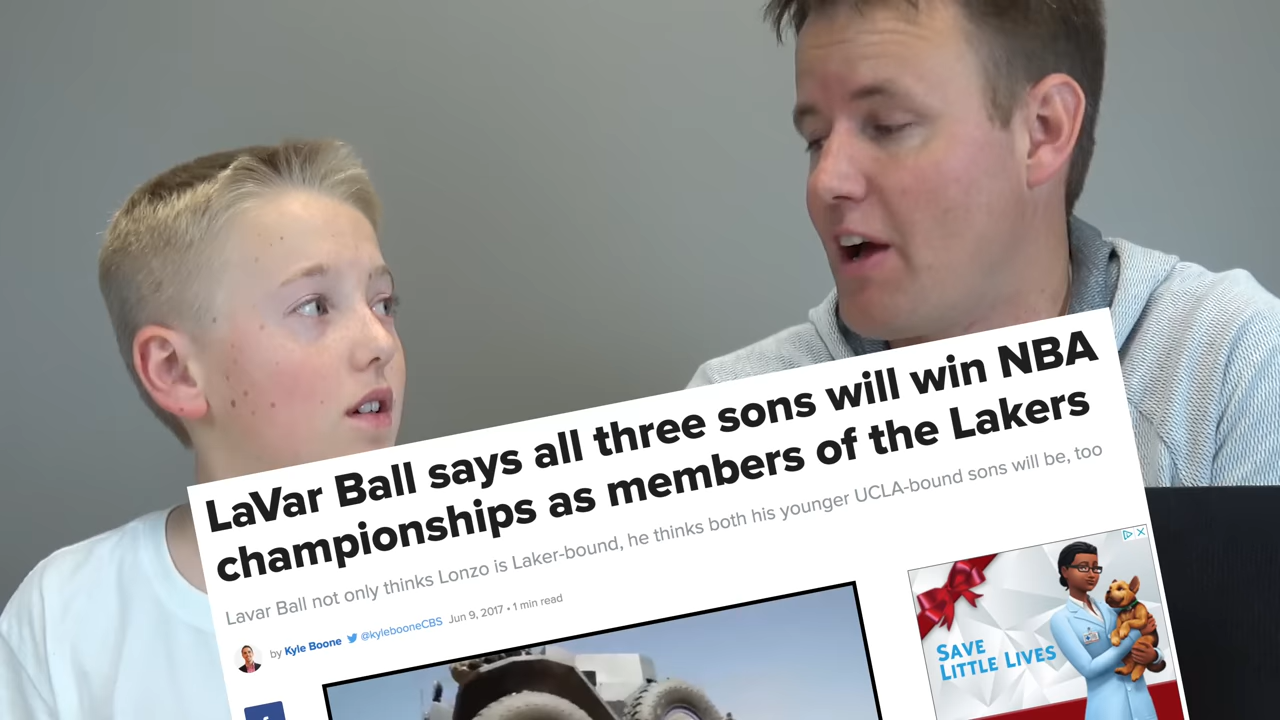 LaVar Ball says all three sons will win NBA
championships as members of the Lakers
Lavar Ball not only thinks Lonzo is Laker-bound, he thinks both his younger UCLA-bound sons will be, too
by Kyle Boone @kylebooneCBS Jun 9, 2017 • 1 min read
SAVE
LITTLE LIVES